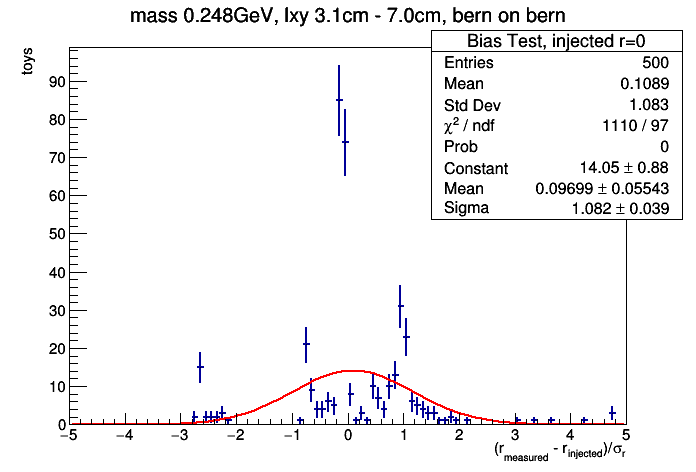 mass 0.248GeV, lxy 3.1cm - 7.0cm, bern on bern
Bias Test, injected r=0
Entries 500
Mean 0.1089
Std Dev 1.083
χ² / ndf 1110 / 97
Prob 0
Constant 14.05 ± 0.88
Mean 0.09699 ± 0.05543
Sigma 1.082 ± 0.039
toys
90
80
70
60
50
40
30
20
10
0
−5 −4 −3 −2 −1 0 1 2 3 4 5
(r_measured - r_injected)/σ_r